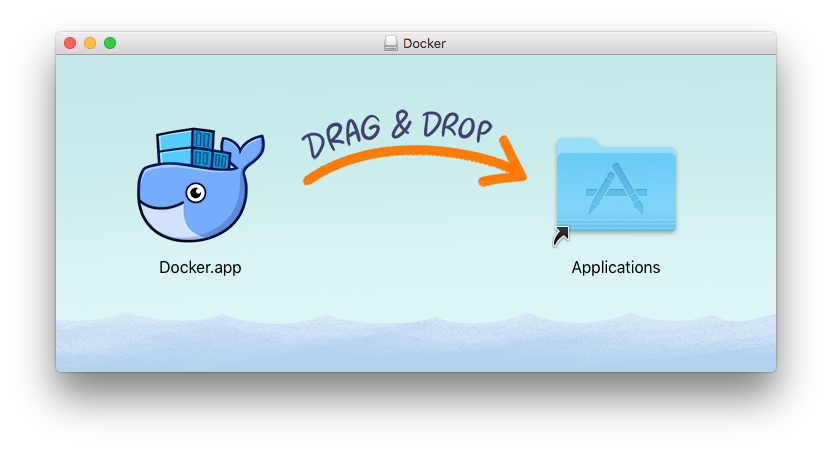 Docker
DRAG & DROP
Docker.app
Applications